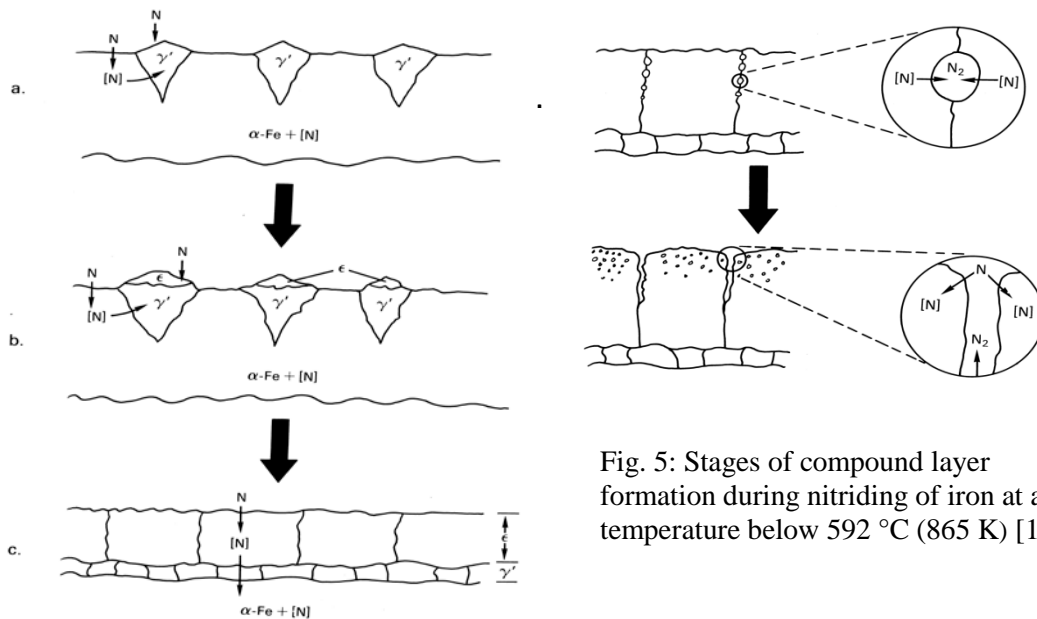 N
N
γ′
γ′
γ′
[N]
a.
α-Fe + [N]
N
ε
N
ε
γ′
γ′
γ′
[N]
b.
α-Fe + [N]
N
[N]
ε
γ′
c.
α-Fe + [N]
.
N₂
[N]
[N]
N
[N]
[N]
N₂
Fig. 5: Stages of compound layer
formation during nitriding of iron at a
temperature below 592 °C (865 K) [1